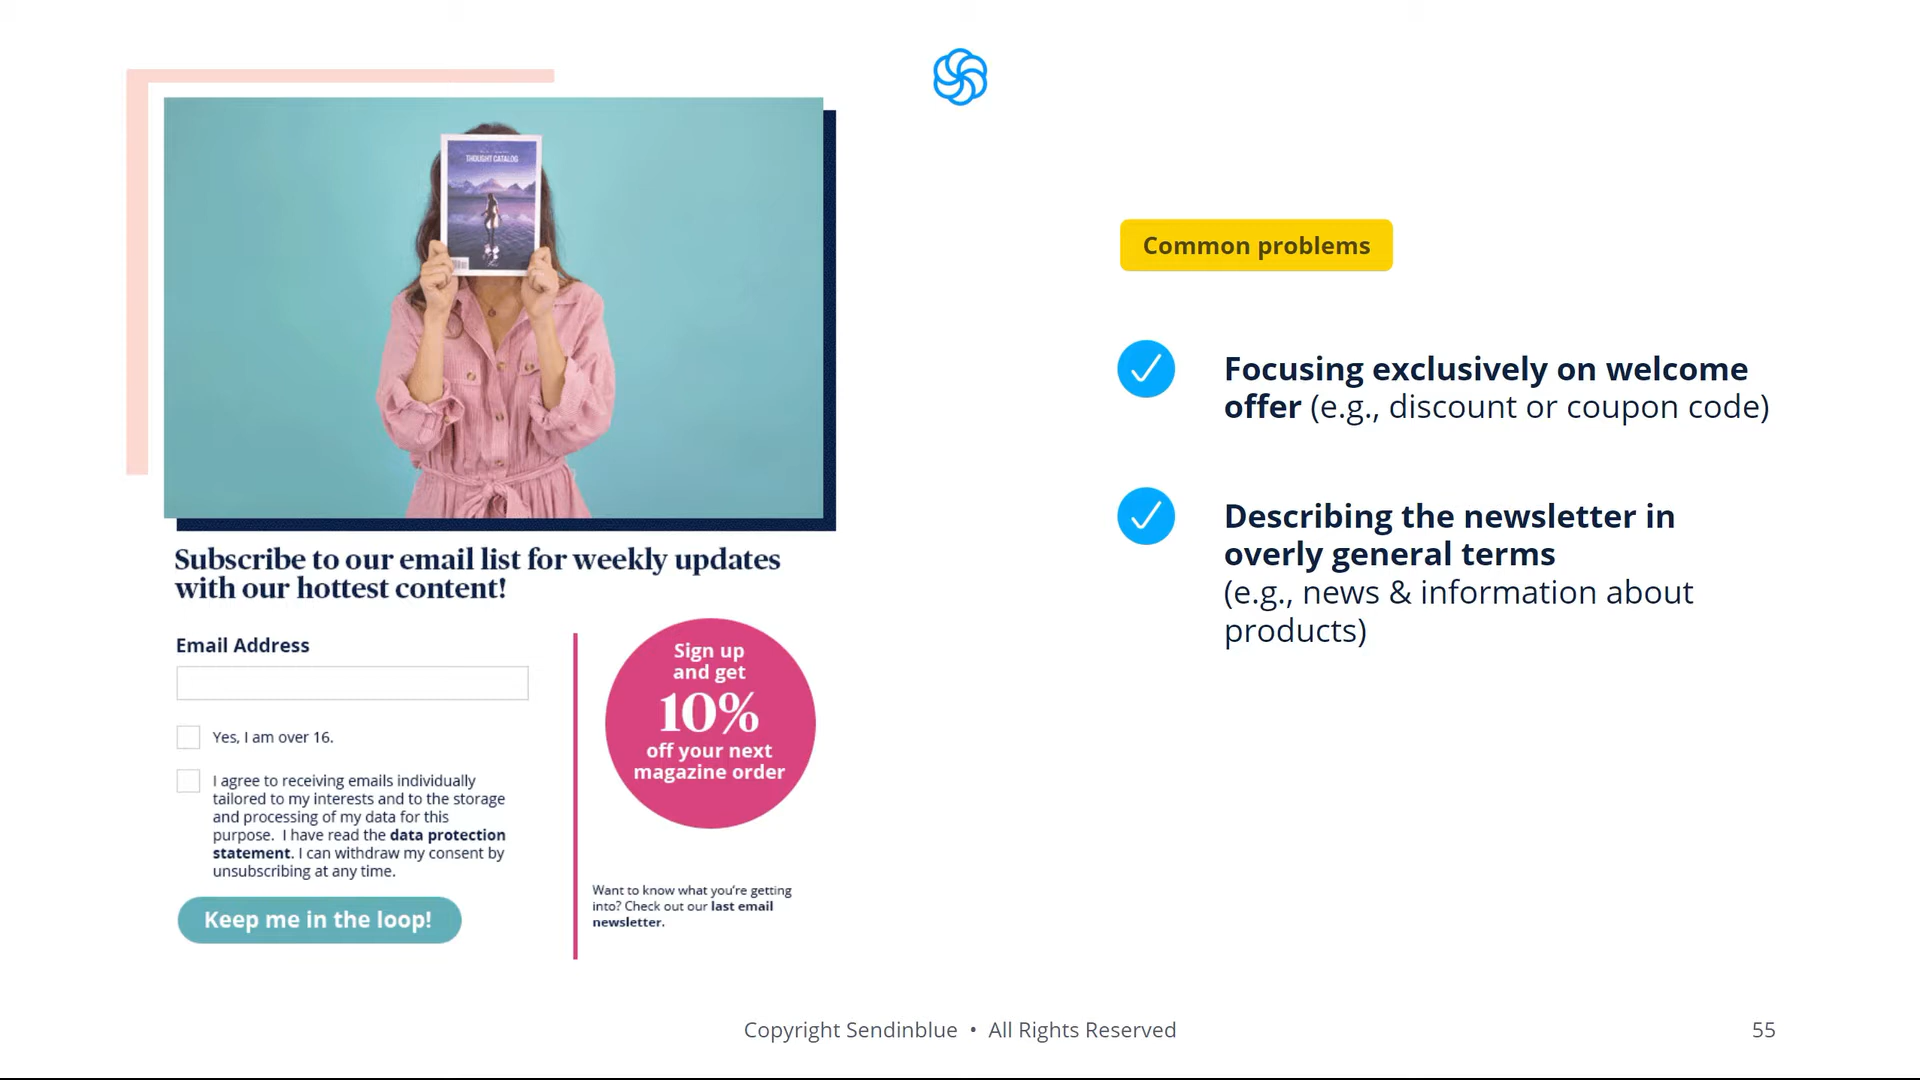 THOUGHT CATALOG
Subscribe to our email list for weekly updates
with our hottest content!
Email Address
Yes, I am over 16.
I agree to receiving emails individually
tailored to my interests and to the storage
and processing of my data for this
purpose. I have read the data protection
statement. I can withdraw my consent by
unsubscribing at any time.
Keep me in the loop!
Sign up
and get
10%
off your next
magazine order
Want to know what you're getting
into? Check out our last email
newsletter.
Common problems
Focusing exclusively on welcome
offer (e.g., discount or coupon code)
Describing the newsletter in
overly general terms
(e.g., news & information about
products)
Copyright Sendinblue • All Rights Reserved
55